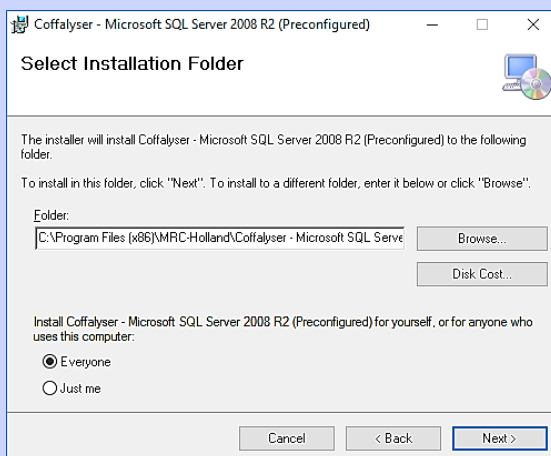 Coffalyser - Microsoft SQL Server 2008 R2 (Preconfigured)
Select Installation Folder
The installer will install Coffalyser - Microsoft SQL Server 2008 R2 (Preconfigured) to the following
folder.
To install in this folder, click "Next". To install to a different folder, enter it below or click "Browse".
Folder:
C:\Program Files (x86)\MRC-Holland\Coffalyser - Microsoft SQL Serve
Browse...
Disk Cost...
Install Coffalyser - Microsoft SQL Server 2008 R2 (Preconfigured) for yourself, or for anyone who
uses this computer:
Everyone
Just me
Cancel
< Back
Next >